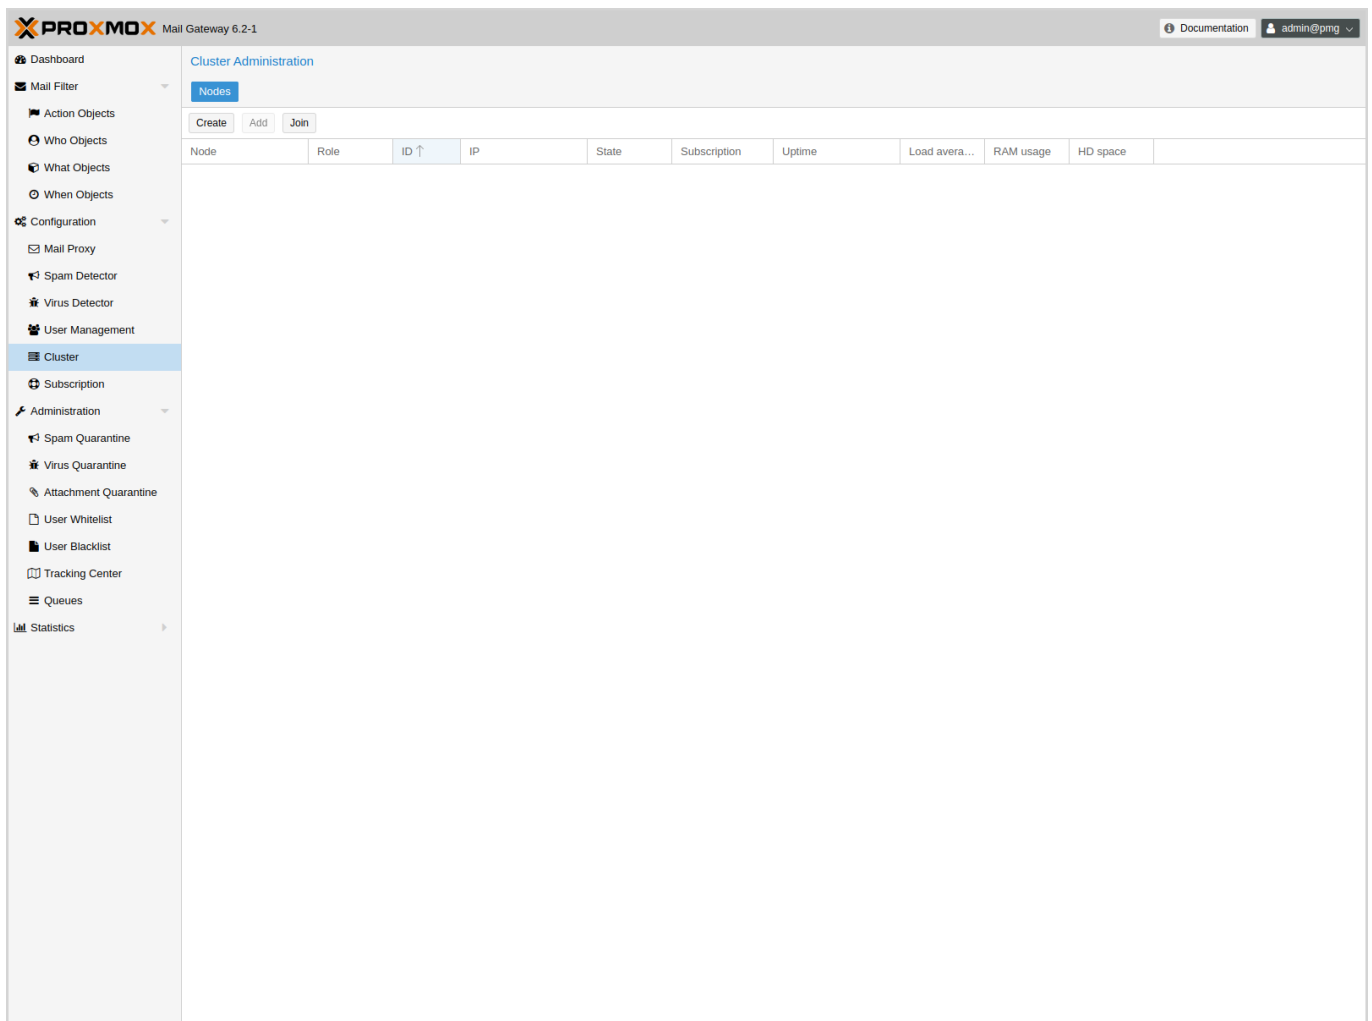 PROXMOX Mail Gateway 6.2-1
Documentation
admin@pmg
Dashboard
Mail Filter
Action Objects
Who Objects
What Objects
When Objects
Configuration
Mail Proxy
Spam Detector
Virus Detector
User Management
Cluster
Subscription
Administration
Spam Quarantine
Virus Quarantine
Attachment Quarantine
User Whitelist
User Blacklist
Tracking Center
Queues
Statistics
Cluster Administration
Nodes
Create Add Join
Node Role ID IP State Subscription Uptime Load avera... RAM usage HD space